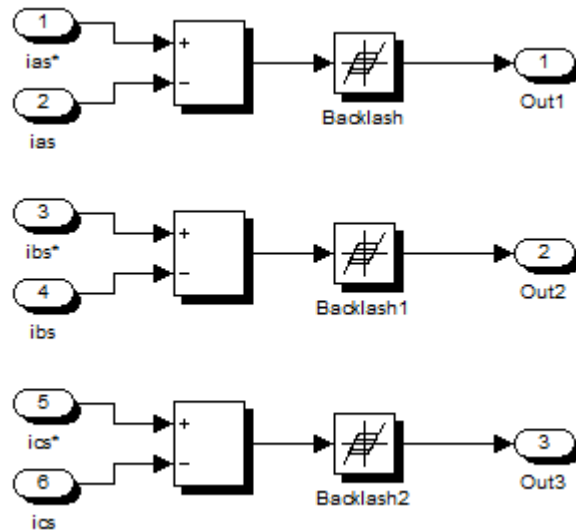 1
ias*
+
−
2
ias
Backlash
1
Out1
3
ibs*
+
−
4
ibs
Backlash1
2
Out2
5
ics*
+
−
6
ics
Backlash2
3
Out3